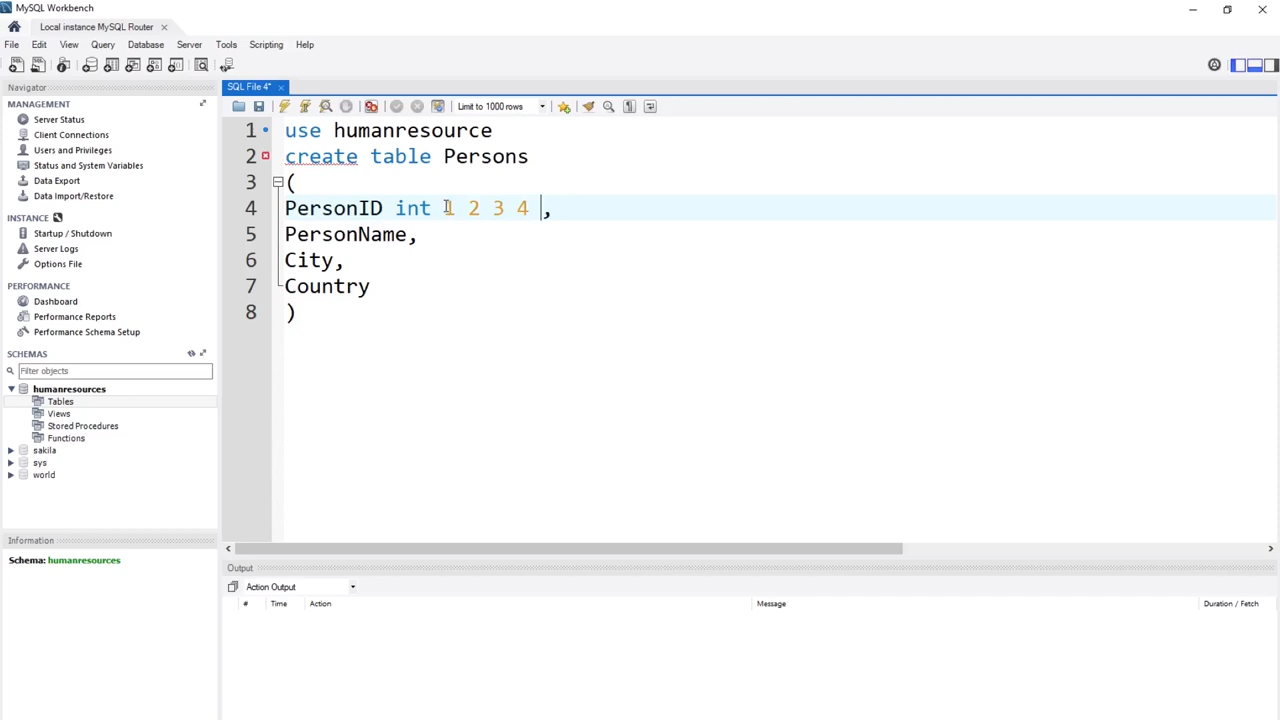 MySQL Workbench
Local instance MySQL Router
File Edit View Query Database Server Tools Scripting Help
Navigator
MANAGEMENT
Server Status
Client Connections
Users and Privileges
Status and System Variables
Data Export
Data Import/Restore
INSTANCE
Startup / Shutdown
Server Logs
Options File
PERFORMANCE
Dashboard
Performance Reports
Performance Schema Setup
SCHEMAS
Filter objects
humanresources
Tables
Views
Stored Procedures
Functions
sakila
sys
world
Information
Schema: humanresources
SQL File 4*
Limit to 1000 rows
1 use humanresource
2 create table Persons
3 (
4 PersonID int 1 2 3 4 ,
5 PersonName,
6 City,
7 Country
8 )
Output
Action Output
# Time Action Message Duration / Fetch